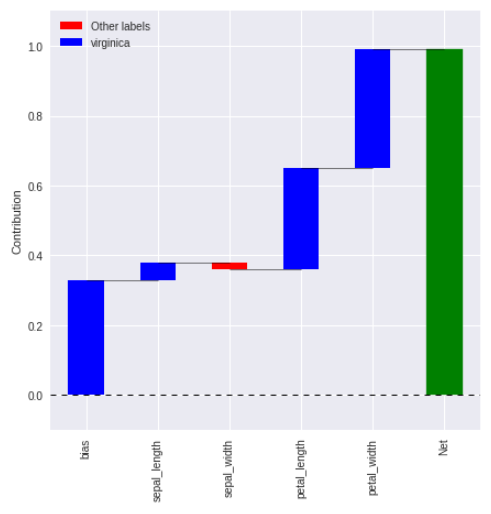 Other labels
virginica
Contribution
1.0
0.8
0.6
0.4
0.2
0.0
bias
sepal_length
sepal_width
petal_length
petal_width
Net